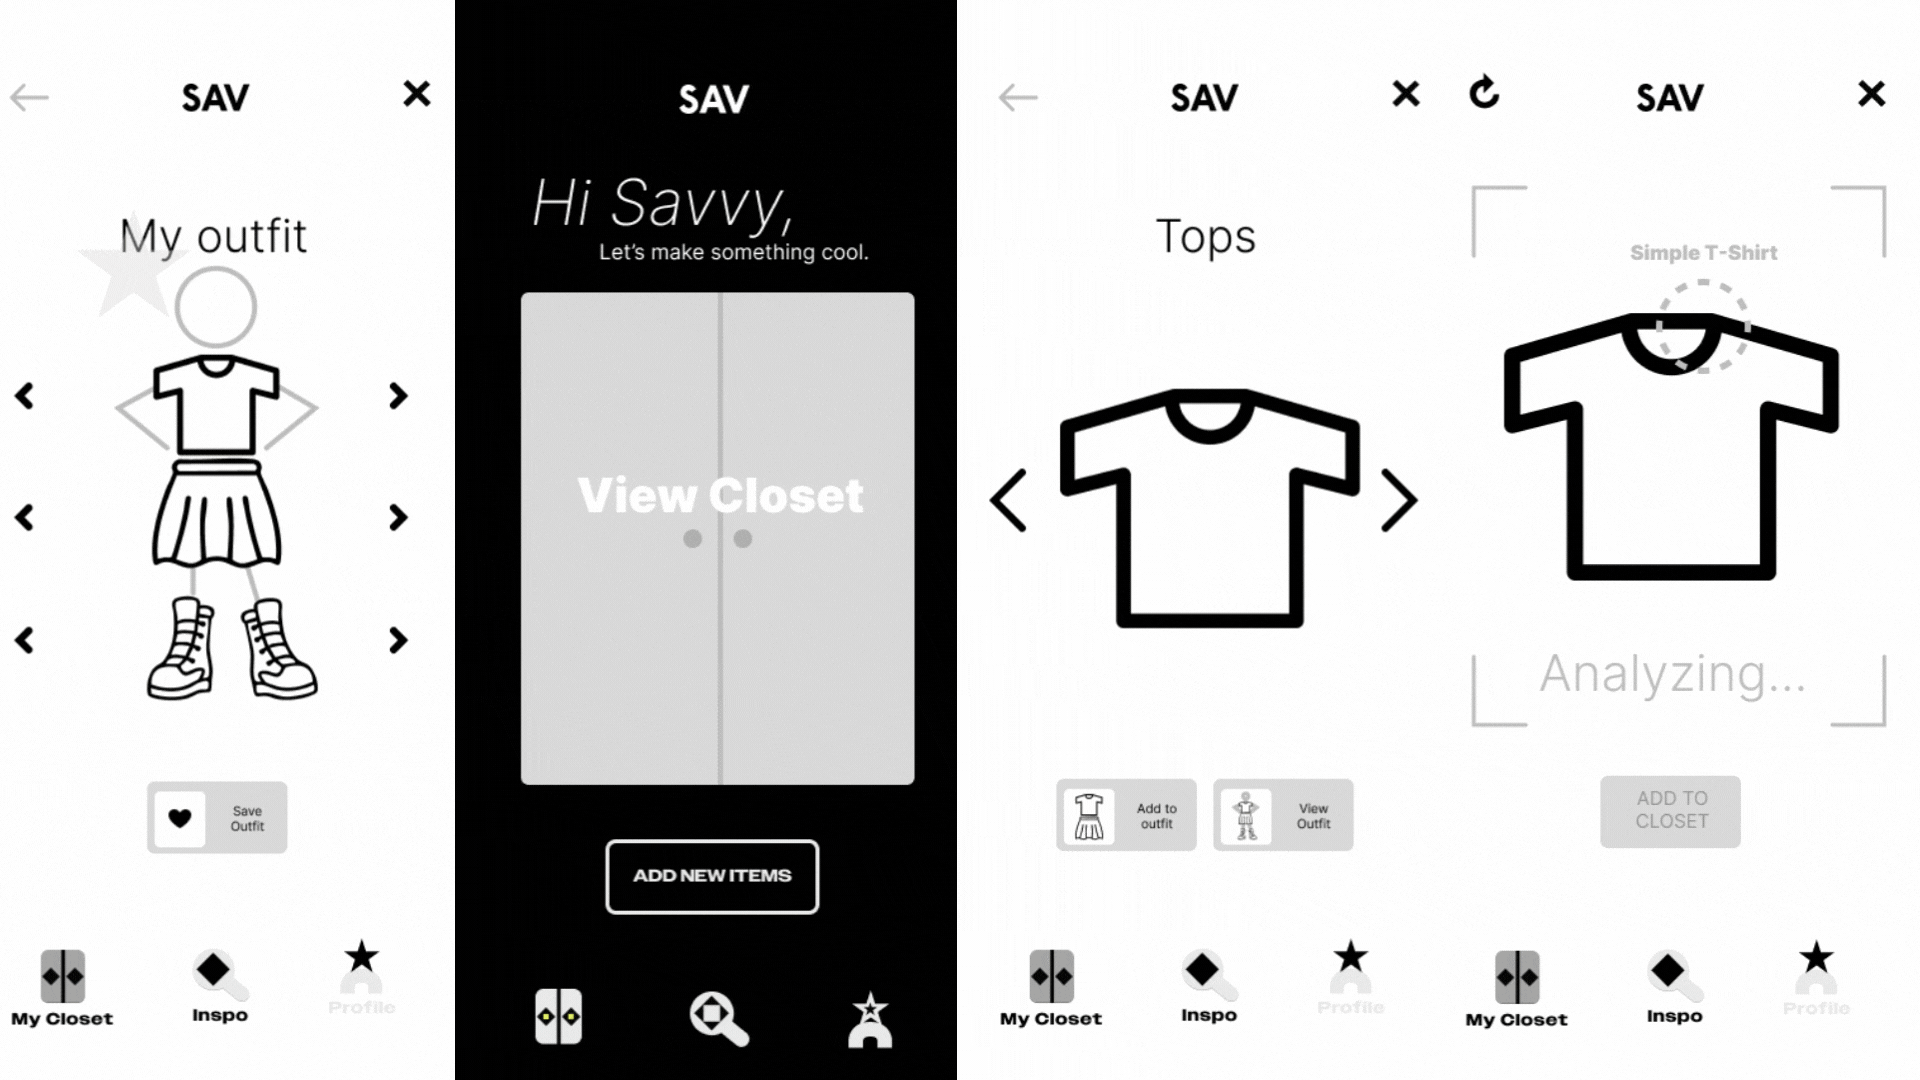 SAV
My outfit
Save
Outfit
My Closet
Inspo
Profile
SAV
Hi Savvy,
Let's make something cool.
View Closet
ADD NEW ITEMS
SAV
Tops
Add to
outfit
View
Outfit
My Closet
Inspo
Profile
SAV
Simple T-Shirt
Analyzing...
ADD TO
CLOSET
My Closet
Inspo
Profile